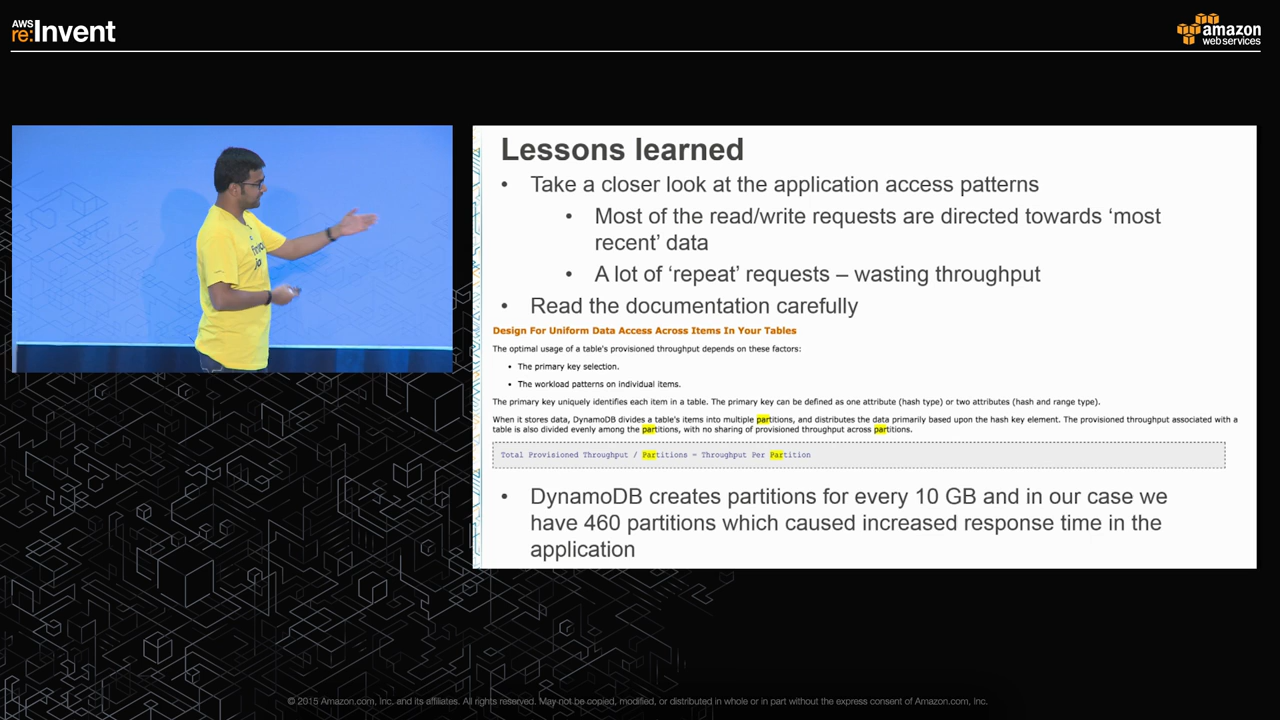 AWS
re:Invent
amazon
web services
Lessons learned
• Take a closer look at the application access patterns
• Most of the read/write requests are directed towards ‘most
recent’ data
• A lot of ‘repeat’ requests – wasting throughput
• Read the documentation carefully
Design For Uniform Data Access Across Items In Your Tables
The optimal usage of a table's provisioned throughput depends on these factors:
• The primary key selection.
• The workload patterns on individual items.
The primary key uniquely identifies each item in a table. The primary key can be defined as one attribute (hash type) or two attributes (hash and range type).
When it stores data, DynamoDB divides a table's items into multiple partitions, and distributes the data primarily based upon the hash key element. The provisioned throughput associated with a
table is also divided evenly among the partitions, with no sharing of provisioned throughput across partitions.
Total Provisioned Throughput / Partitions = Throughput Per Partition
• DynamoDB creates partitions for every 10 GB and in our case we
have 460 partitions which caused increased response time in the
application
© 2015 Amazon.com, Inc. and its affiliates. All rights reserved. May not be copied, modified, or distributed in whole or in part without the express consent of Amazon.com, Inc.